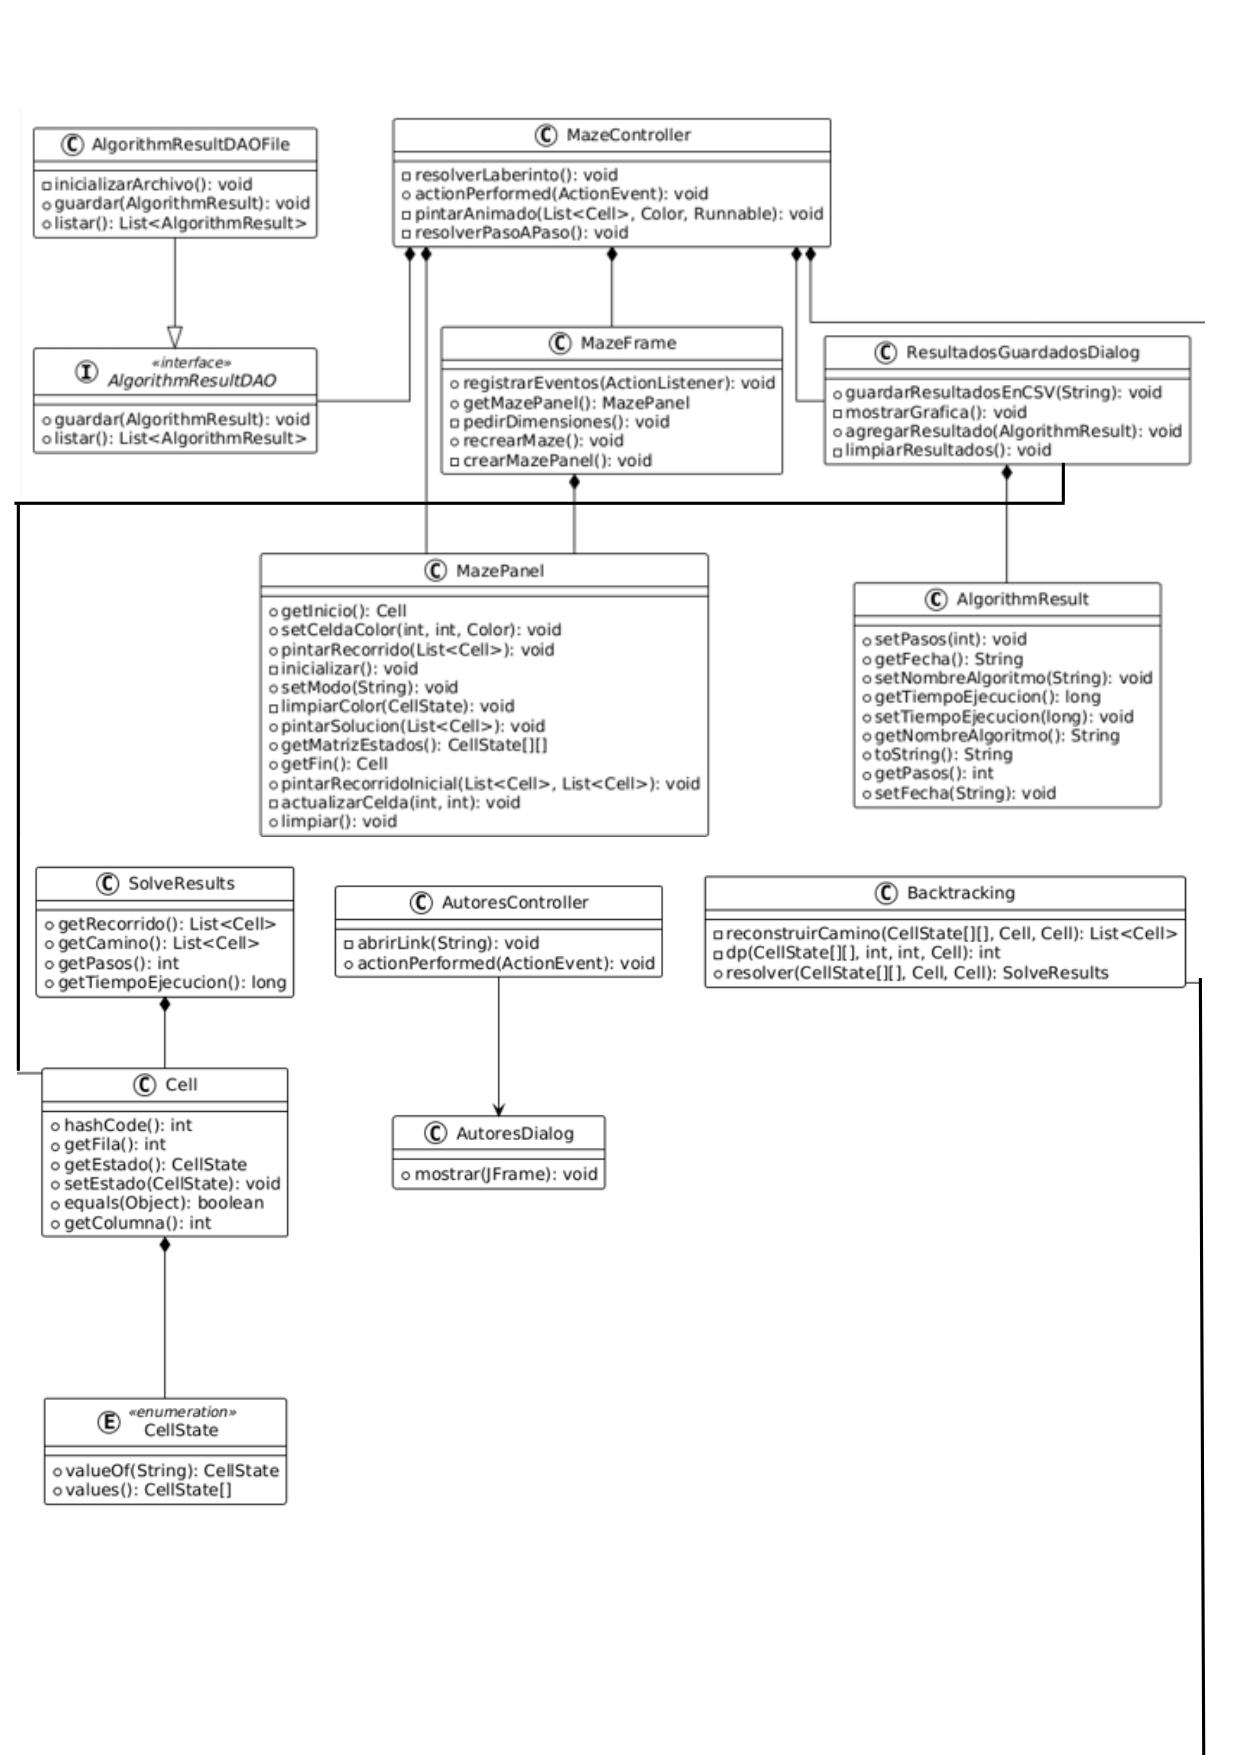 C AlgorithmResultDAOFile
inicializarArchivo(): void
guardar(AlgorithmResult): void
listar(): List<AlgorithmResult>
C MazeController
resolverLaberinto(): void
actionPerformed(ActionEvent): void
pintarAnimado(List<Cell>, Color, Runnable): void
resolverPasoAPaso(): void
I «interface»
AlgorithmResultDAO
guardar(AlgorithmResult): void
listar(): List<AlgorithmResult>
C MazeFrame
registrarEventos(ActionListener): void
getMazePanel(): MazePanel
pedirDimensiones(): void
recrearMaze(): void
crearMazePanel(): void
C ResultadosGuardadosDialog
guardarResultadosEnCSV(String): void
mostrarGrafica(): void
agregarResultado(AlgorithmResult): void
limpiarResultados(): void
C MazePanel
getInicio(): Cell
setCeldaColor(int, int, Color): void
pintarRecorrido(List<Cell>): void
inicializar(): void
setModo(String): void
limpiarColor(CellState): void
pintarSolucion(List<Cell>): void
getMatrizEstados(): CellState[][]
getFin(): Cell
pintarRecorridoInicial(List<Cell>, List<Cell>): void
actualizarCelda(int, int): void
limpiar(): void
C AlgorithmResult
setPasos(int): void
getFecha(): String
setNombreAlgoritmo(String): void
getTiempoEjecucion(): long
setTiempoEjecucion(long): void
getNombreAlgoritmo(): String
toString(): String
getPasos(): int
setFecha(String): void
C SolveResults
getRecorrido(): List<Cell>
getCamino(): List<Cell>
getPasos(): int
getTiempoEjecucion(): long
C AutoresController
abrirLink(String): void
actionPerformed(ActionEvent): void
C Backtracking
reconstruirCamino(CellState[][], Cell, Cell): List<Cell>
dp(CellState[][], int, int, Cell): int
resolver(CellState[][], Cell, Cell): SolveResults
C Cell
hashCode(): int
getFila(): int
getEstado(): CellState
setEstado(CellState): void
equals(Object): boolean
getColumna(): int
C AutoresDialog
mostrar(JFrame): void
E «enumeration»
CellState
valueOf(String): CellState
values(): CellState[]